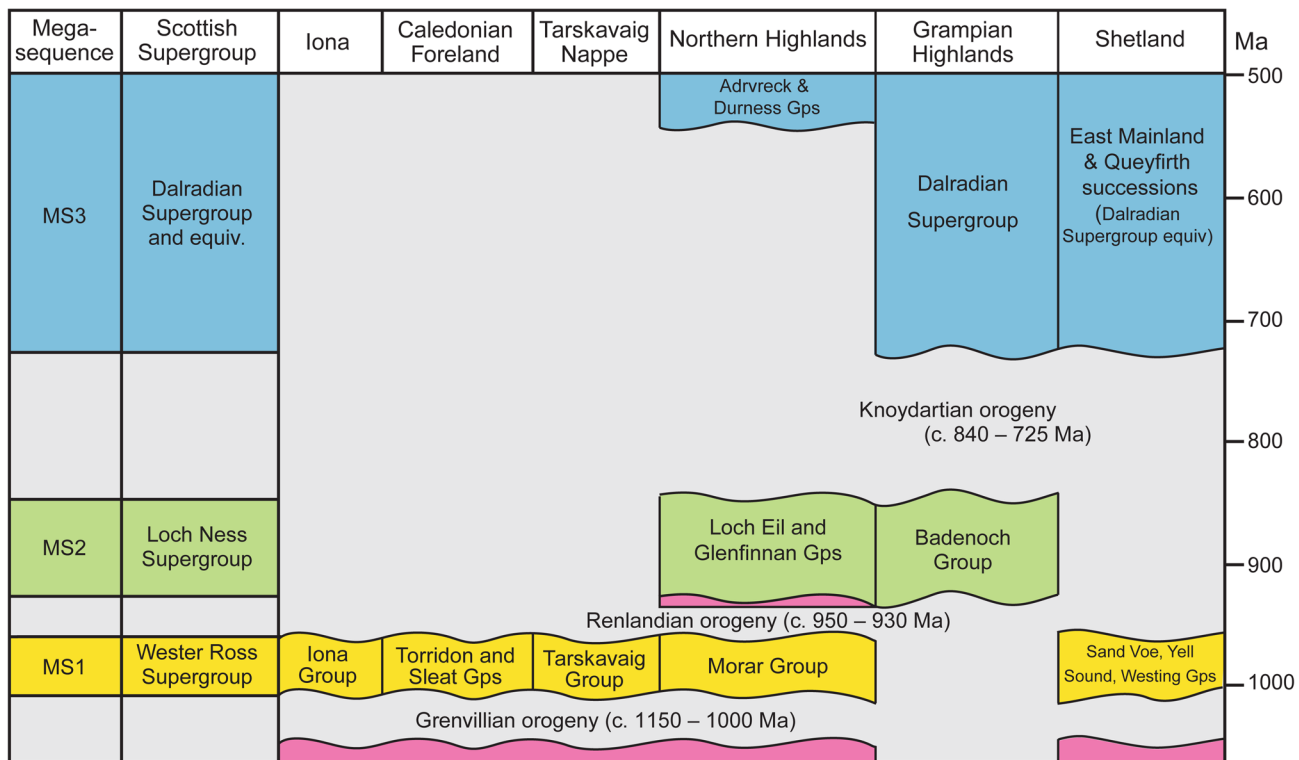 Mega-
sequence
Scottish
Supergroup
Iona
Caledonian
Foreland
Tarskavaig
Nappe
Northern Highlands
Grampian
Highlands
Shetland
Ma
500
600
700
800
900
1000
MS3
Dalradian
Supergroup
and equiv.
Adrvreck &
Durness Gps
Dalradian
Supergroup
East Mainland
& Queyfirth
successions
(Dalradian
Supergroup equiv)
Knoydartian orogeny
(c. 840 – 725 Ma)
MS2
Loch Ness
Supergroup
Loch Eil and
Glenfinnan Gps
Badenoch
Group
Renlandian orogeny (c. 950 – 930 Ma)
MS1
Wester Ross
Supergroup
Iona
Group
Torridon and
Sleat Gps
Tarskavaig
Group
Morar Group
Sand Voe, Yell
Sound, Westing Gps
Grenvillian orogeny (c. 1150 – 1000 Ma)